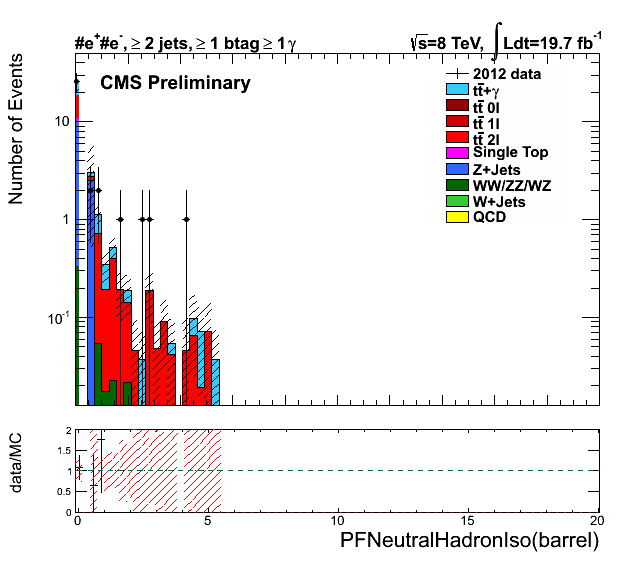 #e⁺#e⁻, ≥ 2 jets, ≥ 1 btag ≥ 1 γ
√s=8 TeV, ∫ Ldt=19.7 fb⁻¹
CMS Preliminary
2012 data
tt̄+γ
tt̄ 0l
tt̄ 1l
tt̄ 2l
Single Top
Z+Jets
WW/ZZ/WZ
W+Jets
QCD
Number of Events
10
1
10⁻¹
data/MC
2
1.5
1
0.5
0
0 5 10 15 20
PFNeutralHadronIso(barrel)